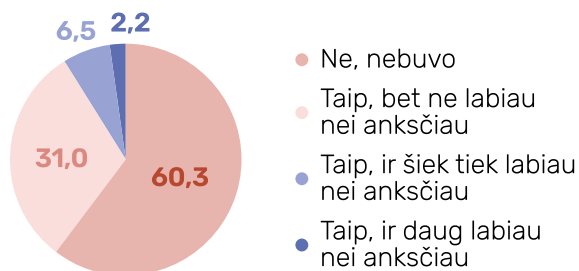 6,5
2,2
31,0
60,3
Ne, nebuvo
Taip, bet ne labiau
nei anksčiau
Taip, ir šiek tiek labiau
nei anksčiau
Taip, ir daug labiau
nei anksčiau